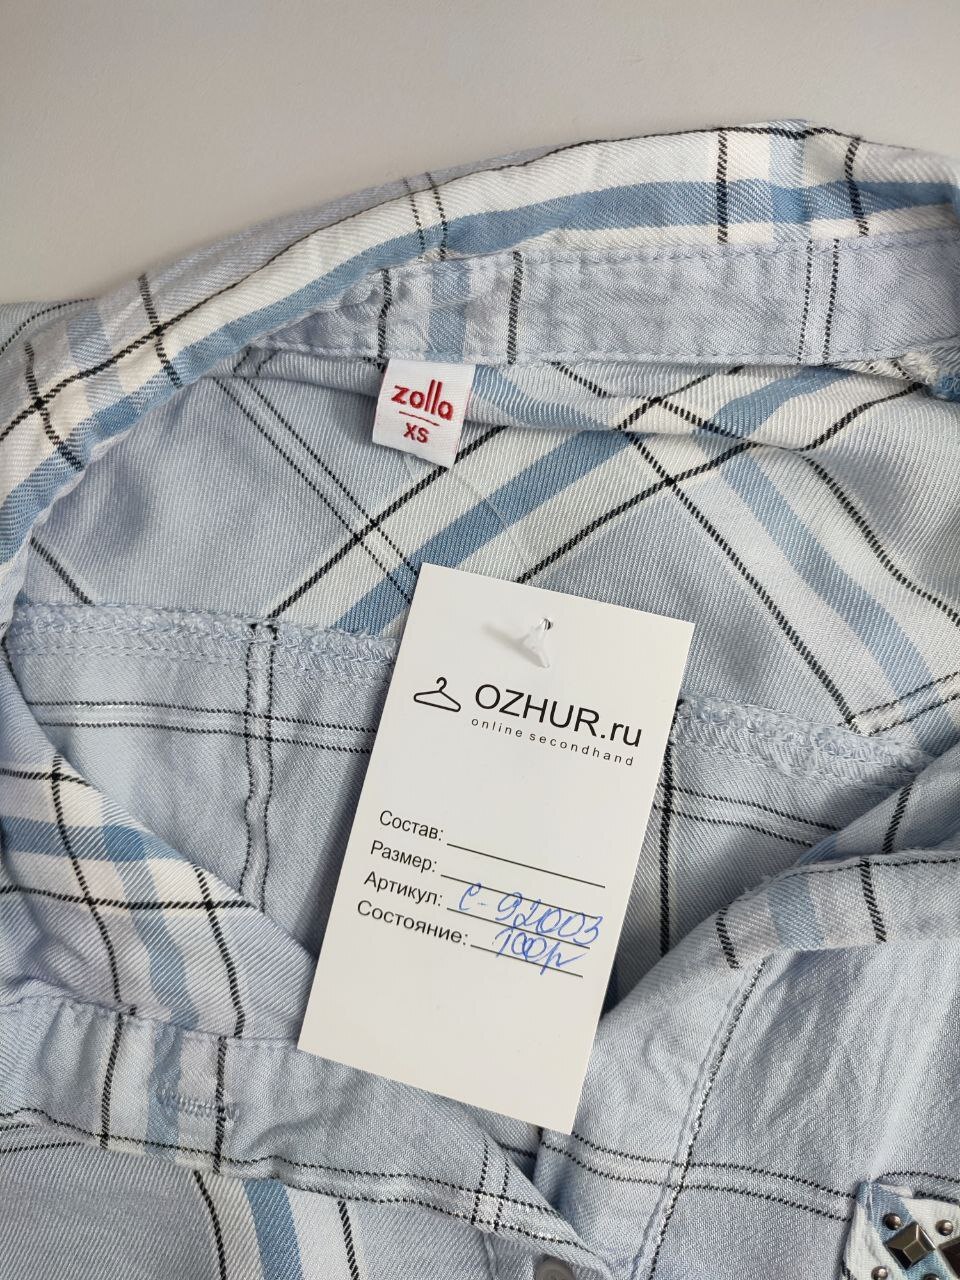 zolla
XS
OZHUR.ru
online secondhand
Состав:
Размер:
Артикул: С-92003
Состояние: 100р